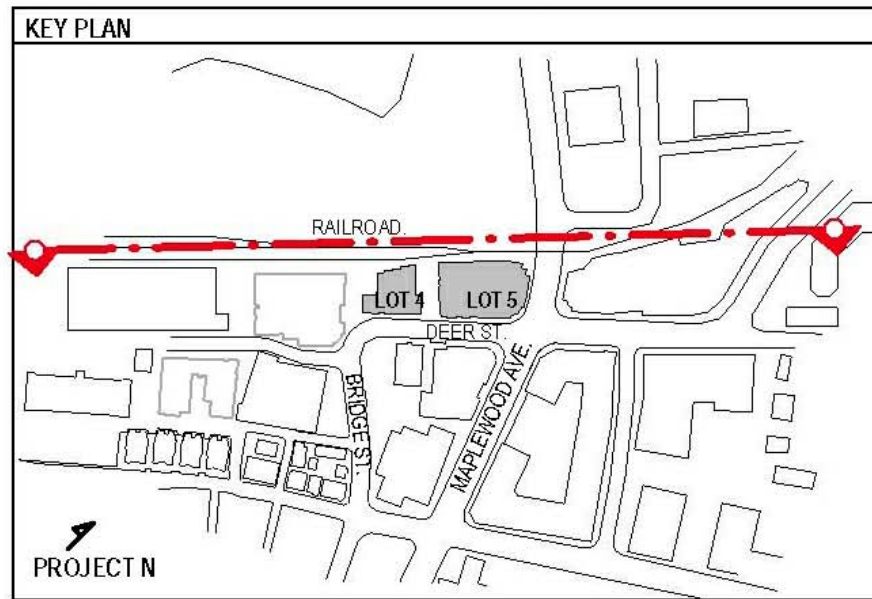 KEY PLAN
RAILROAD.
LOT 4
LOT 5
DEER ST.
BRIDGE ST.
MAPLEWOOD AVE.
PROJECT N